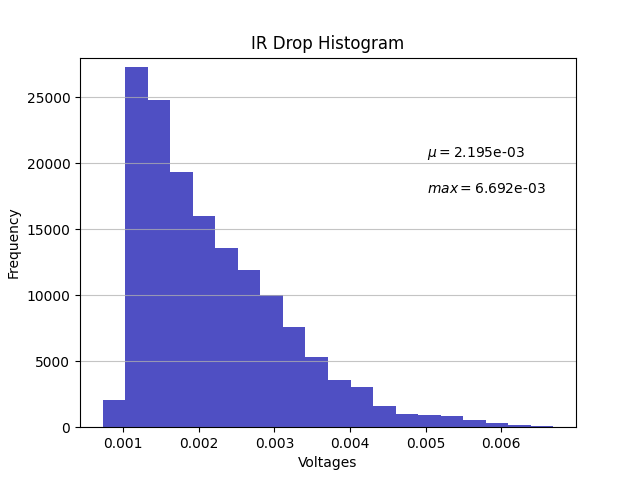 IR Drop Histogram
25000
20000
15000
10000
5000
0
Frequency
μ = 2.195e-03
max = 6.692e-03
0.001 0.002 0.003 0.004 0.005 0.006
Voltages